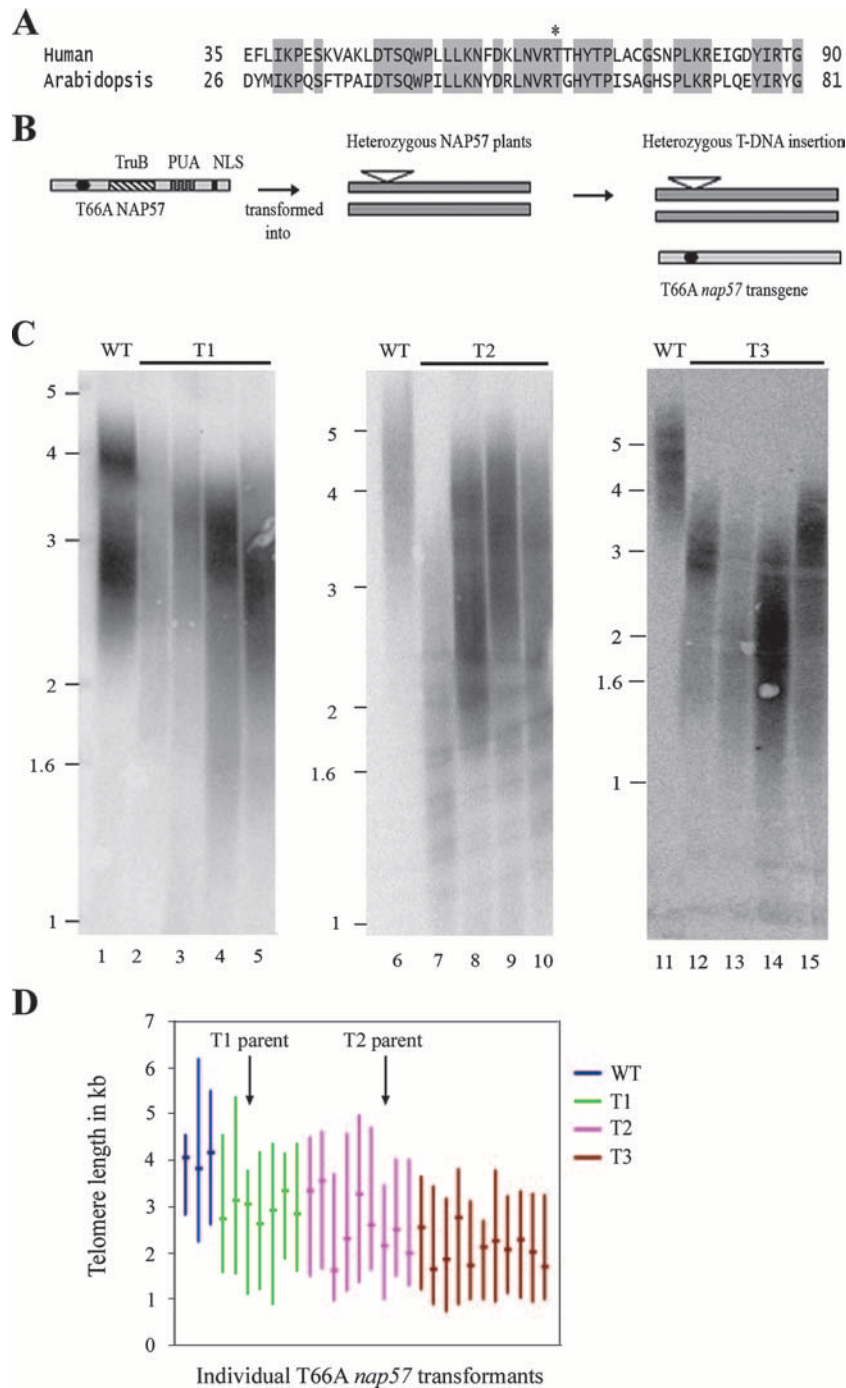 A
*
Human 35 EFLIKPESKVAKLDTSQWPLLLKNFDKLNVRTTHYTPLACGSNPLKREIGDYIRTG 90
Arabidopsis 26 DYMIKPQSFTPAIDTSQWPILLKNYDRLNVRTGHYTPISAGHSPLKRPLQEYIRYG 81
B
TruB PUA NLS
T66A NAP57
transformed
into
Heterozygous NAP57 plants
Heterozygous T-DNA insertion
T66A nap57 transgene
C
WT T1
5
4
3
2
1.6
1
1 2 3 4 5
WT T2
5
4
3
2
1.6
1
6 7 8 9 10
WT T3
5
4
3
2
1.6
1
11 12 13 14 15
D
Telomere length in kb
7
6
5
4
3
2
1
0
T1 parent
T2 parent
WT
T1
T2
T3
Individual T66A nap57 transformants